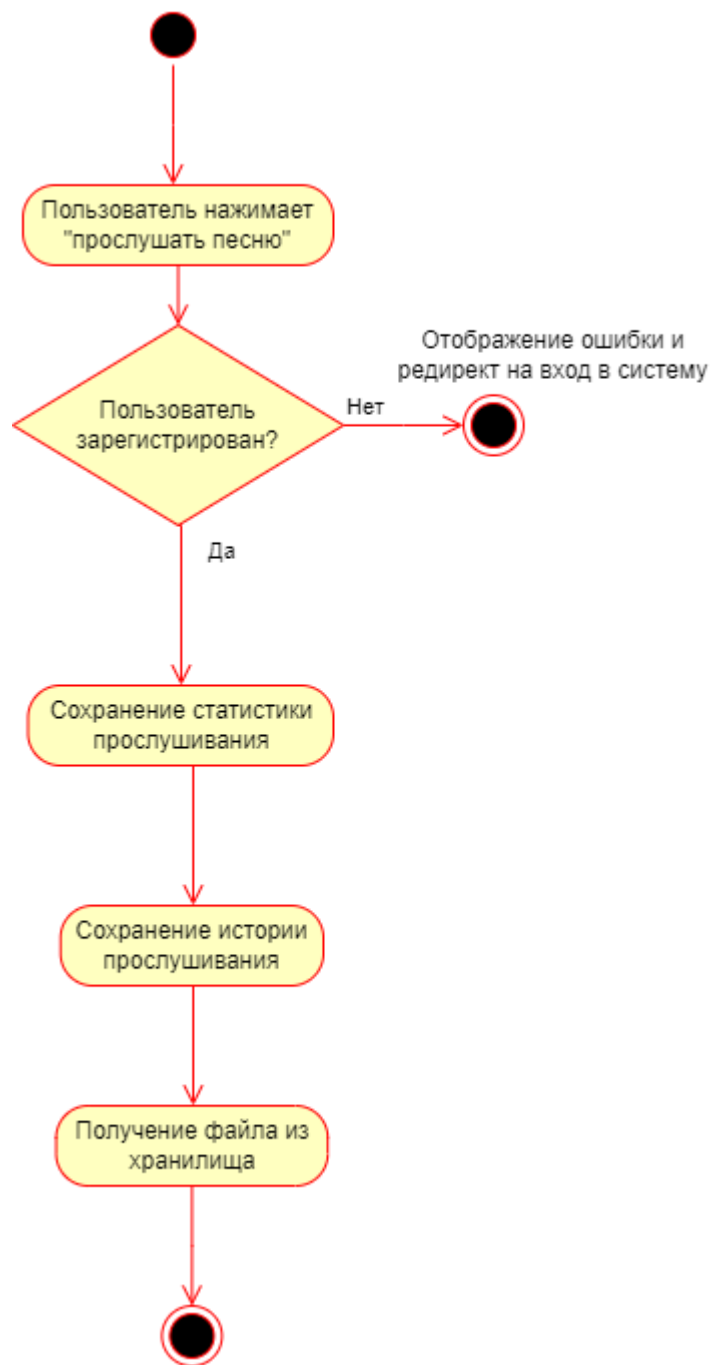 Пользователь нажимает
"прослушать песню"
Отображение ошибки и
редирект на вход в систему
Пользователь
зарегистрирован?
Нет
Да
Сохранение статистики
прослушивания
Сохранение истории
прослушивания
Получение файла из
хранилища